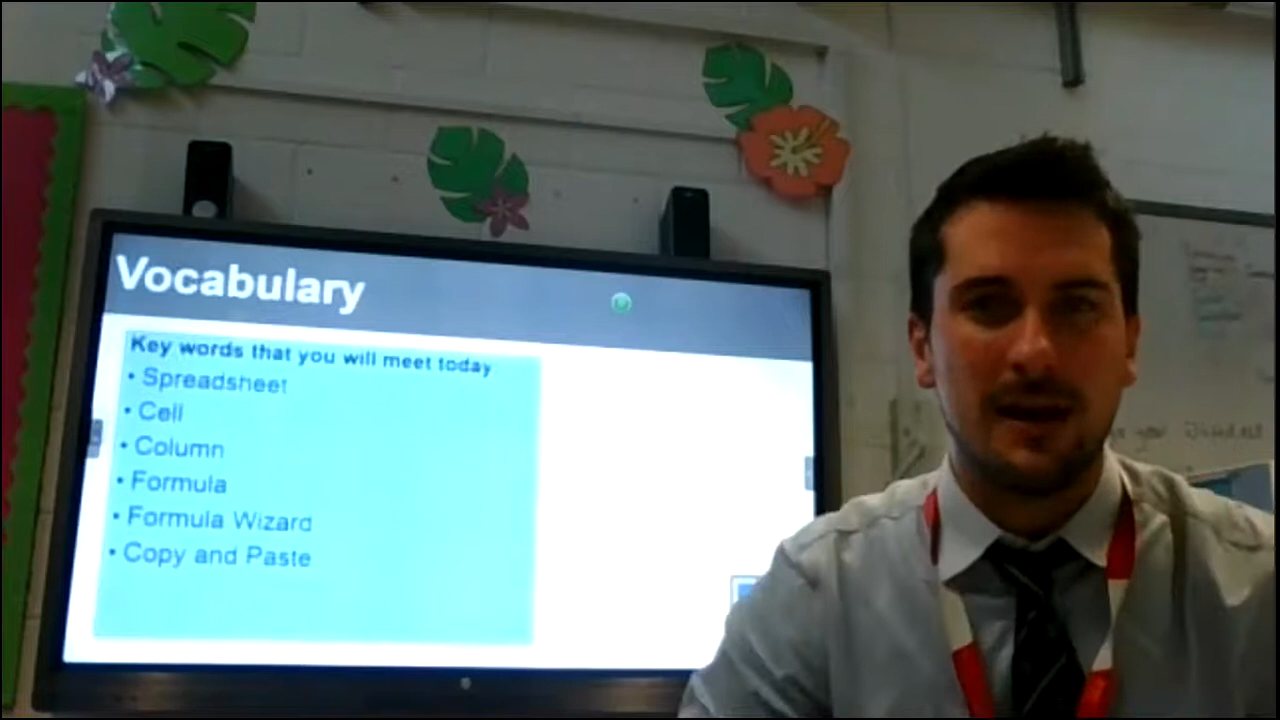 Vocabulary
Key words that you will meet today
• Spreadsheet
• Cell
• Column
• Formula
• Formula Wizard
• Copy and Paste